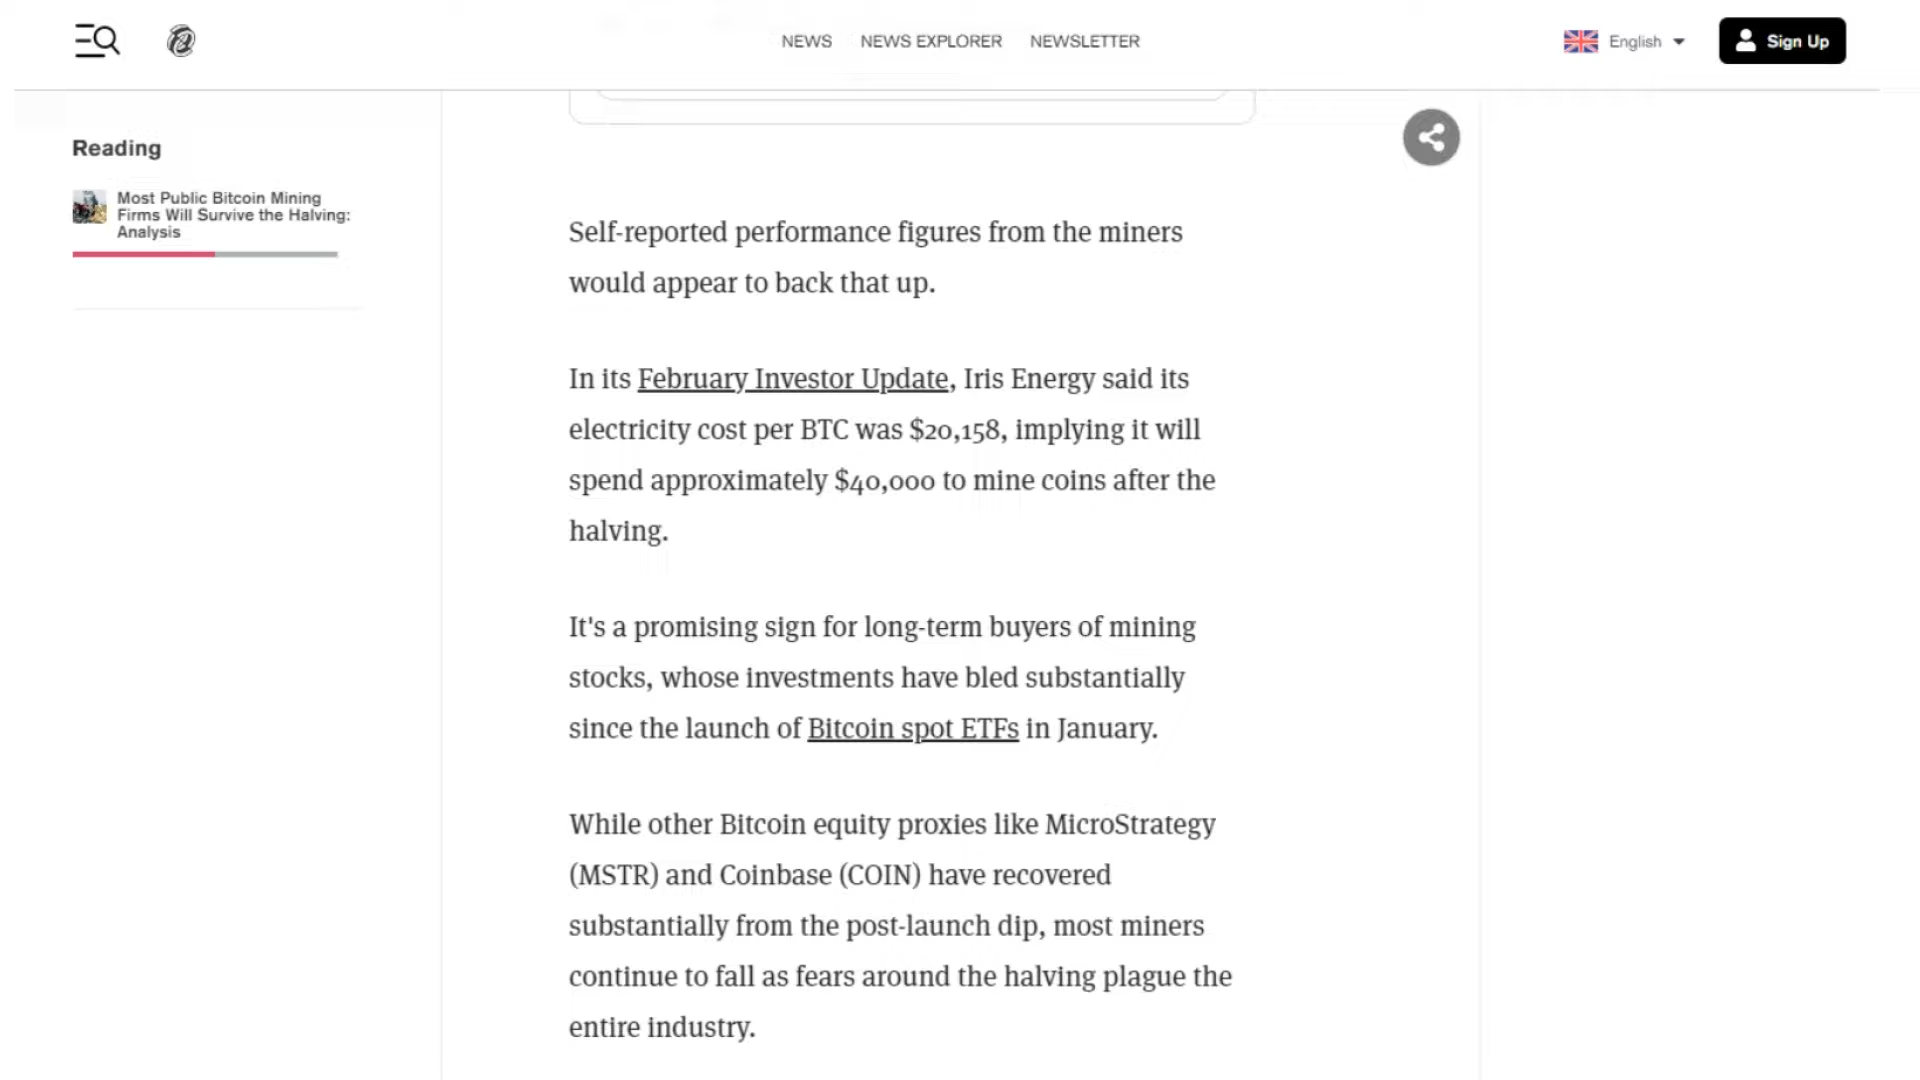 NEWS NEWS EXPLORER NEWSLETTER English Sign Up
Reading
Most Public Bitcoin Mining
Firms Will Survive the Halving:
Analysis
Self-reported performance figures from the miners
would appear to back that up.
In its February Investor Update, Iris Energy said its
electricity cost per BTC was $20,158, implying it will
spend approximately $40,000 to mine coins after the
halving.
It's a promising sign for long-term buyers of mining
stocks, whose investments have bled substantially
since the launch of Bitcoin spot ETFs in January.
While other Bitcoin equity proxies like MicroStrategy
(MSTR) and Coinbase (COIN) have recovered
substantially from the post-launch dip, most miners
continue to fall as fears around the halving plague the
entire industry.